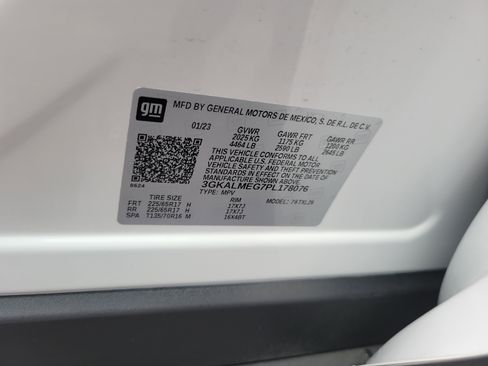 gm
MFD BY GENERAL MOTORS DE MEXICO, S. DE R.L. DE C.V.
01/23 GVWR GAWR FRT GAWR RR
2025 KG 1175 KG 1200 KG
4464 LB 2590 LB 2645 LB
THIS VEHICLE CONFORMS TO ALL
APPLICABLE U.S. FEDERAL MOTOR
VEHICLE SAFETY AND
STANDARDS IN EFFECT ON THE DATE OF
MANUFACTURE SHOWN ABOVE.
3GKALMEG7PL178076
TYPE: MPV MODEL: 7XTXL26
6624
TIRE SIZE RIM
FRT 225/65R17 H 17X7J
RR 225/65R17 H 17X7J
SPA T135/70R16 M 16X4BT